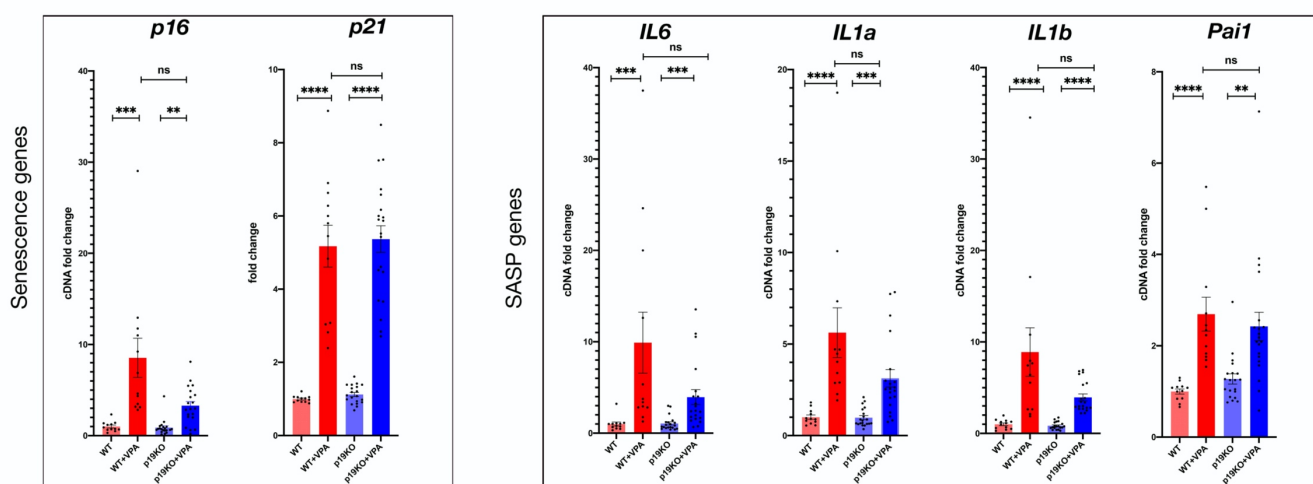 Senescence genes
p16
ns
*** **
cDNA fold change
40
30
20
10
0
WT
WT+VPA
p19KO
p19KO+VPA
p21
ns
**** ****
fold change
10
8
6
4
2
0
WT
WT+VPA
p19KO
p19KO+VPA
SASP genes
IL6
ns
*** ***
cDNA fold change
40
30
20
10
0
WT
WT+VPA
p19KO
p19KO+VPA
IL1a
ns
**** ***
cDNA fold change
20
15
10
5
0
WT
WT+VPA
p19KO
p19KO+VPA
IL1b
ns
**** ****
cDNA fold change
40
30
20
10
0
WT
WT+VPA
p19KO
p19KO+VPA
Pai1
ns
**** **
cDNA fold change
8
6
4
2
0
WT
WT+VPA
p19KO
p19KO+VPA